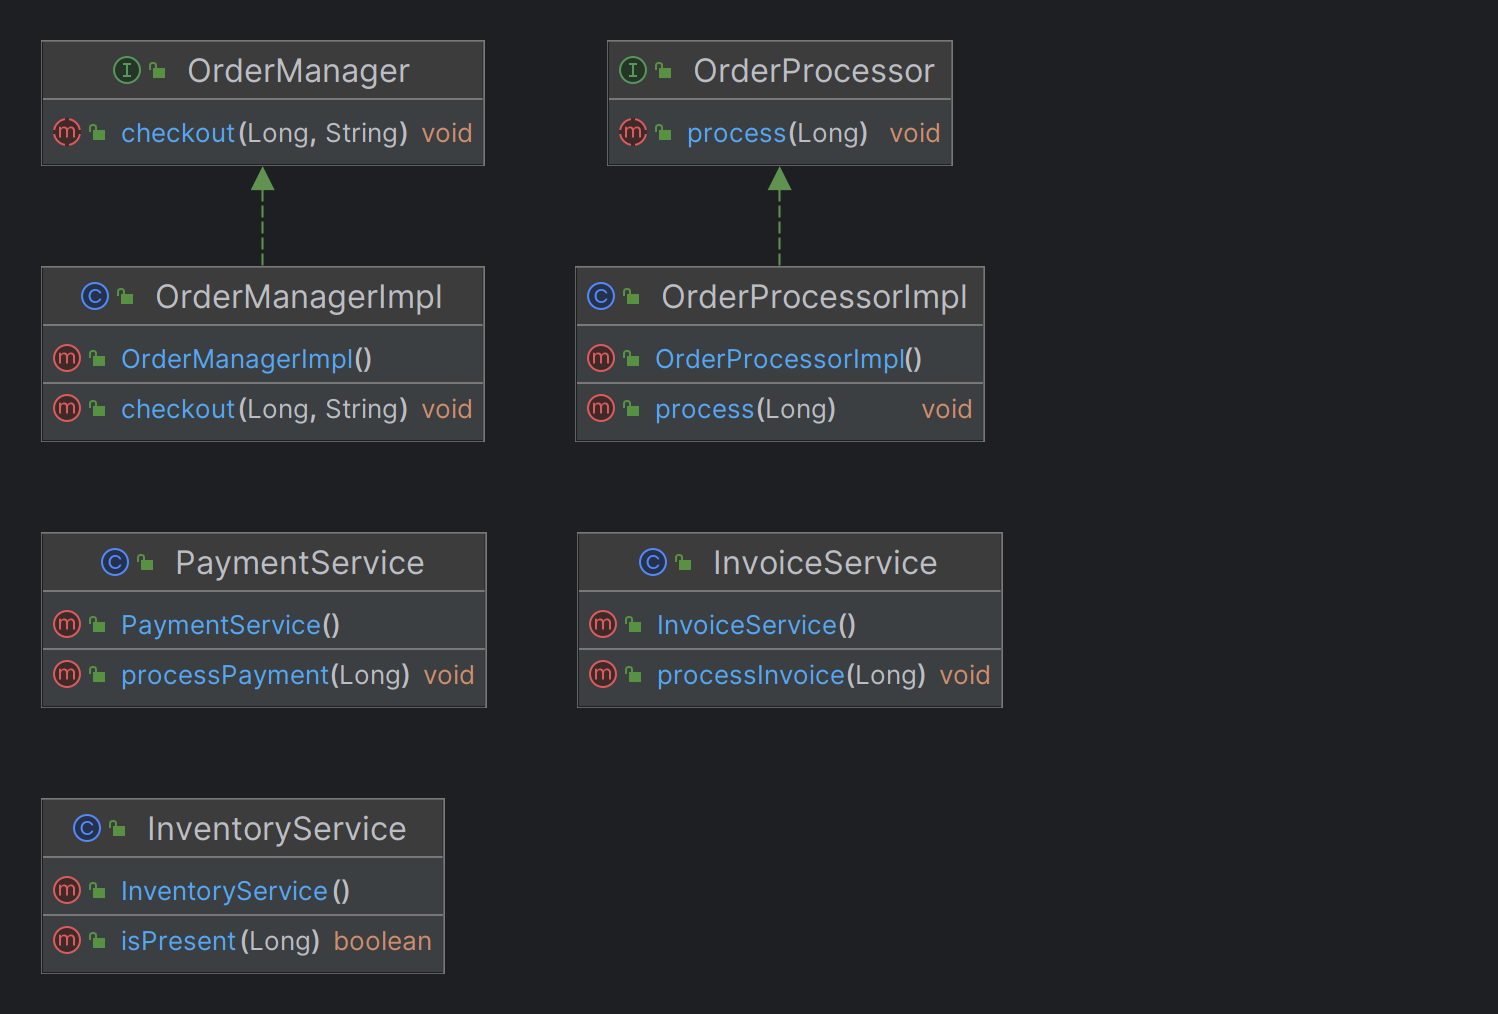 OrderManager
checkout(Long, String) void
OrderProcessor
process(Long) void
OrderManagerImpl
OrderManagerImpl()
checkout(Long, String) void
OrderProcessorImpl
OrderProcessorImpl()
process(Long) void
PaymentService
PaymentService()
processPayment(Long) void
InvoiceService
InvoiceService()
processInvoice(Long) void
InventoryService
InventoryService()
isPresent(Long) boolean